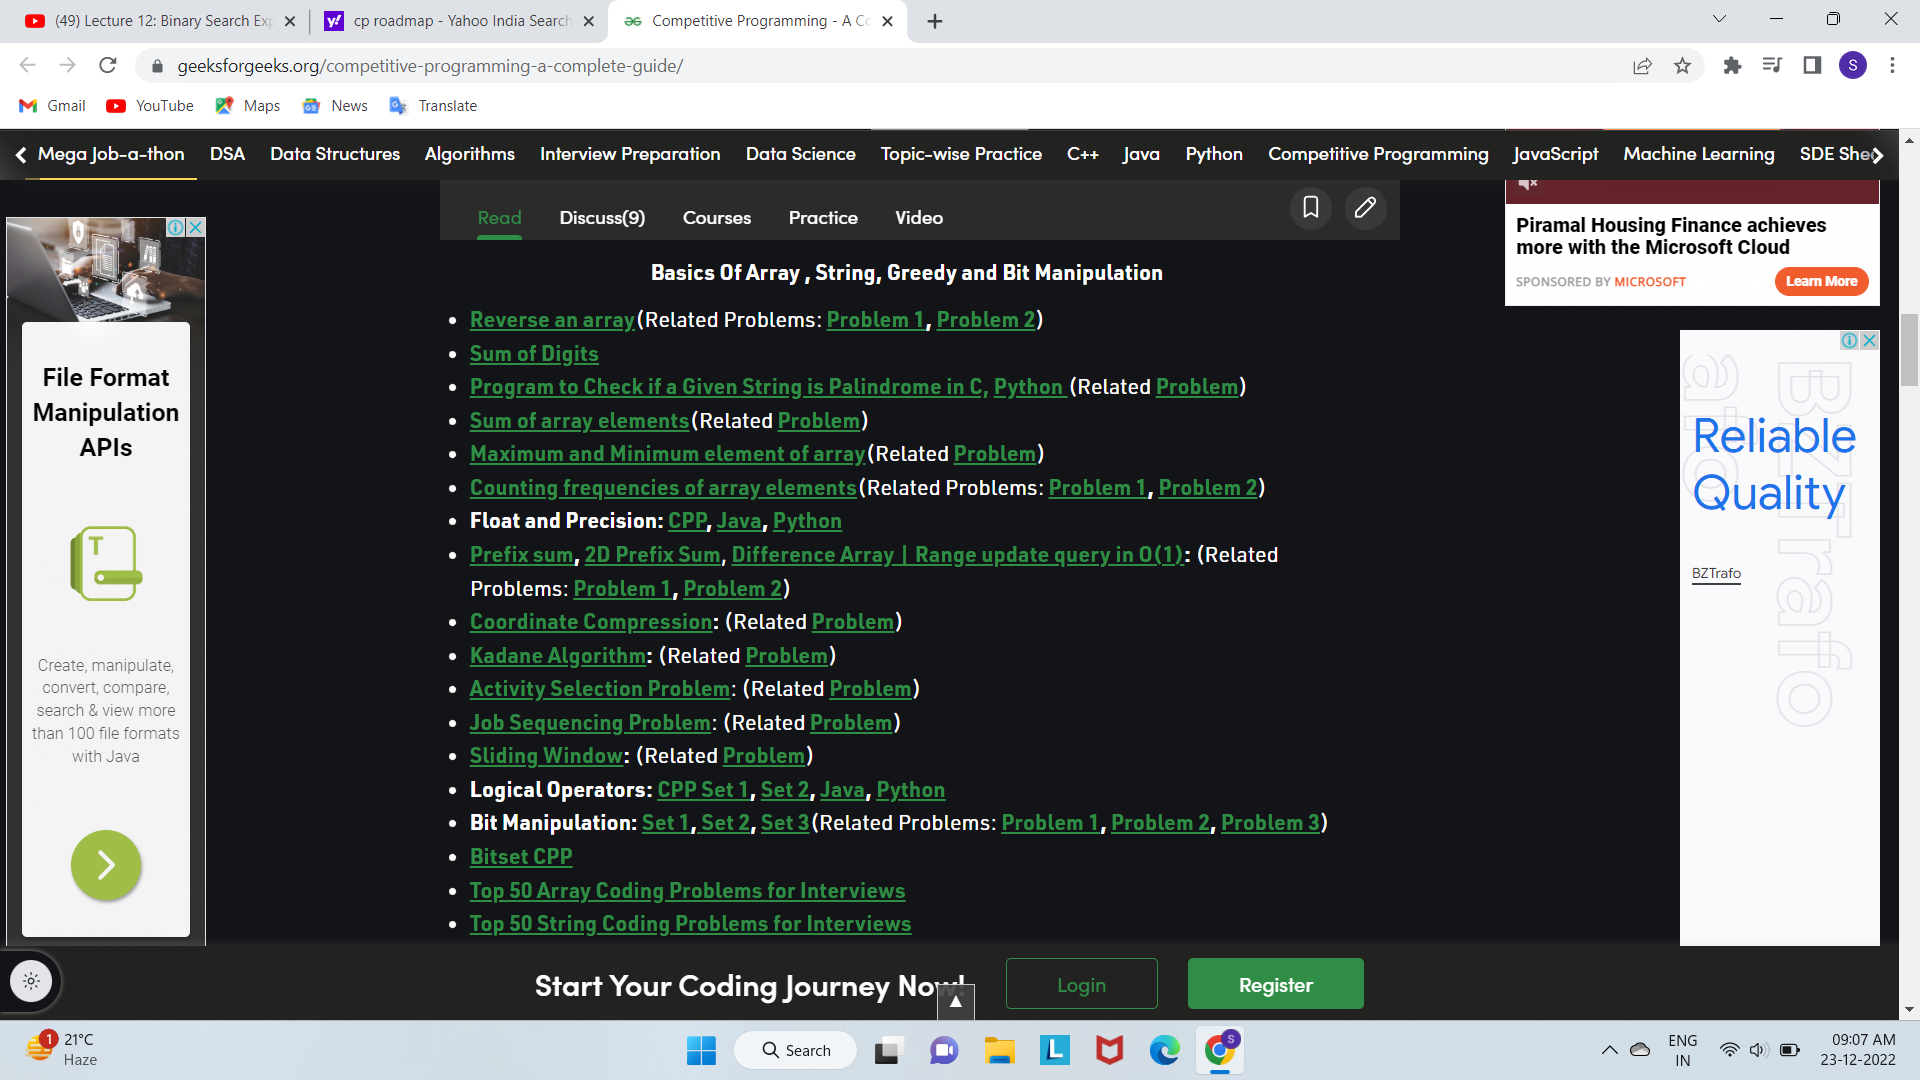 (49) Lecture 12: Binary Search Exp
cp roadmap - Yahoo India Search
Competitive Programming - A Co
geeksforgeeks.org/competitive-programming-a-complete-guide/
S
Gmail
YouTube
Maps
News
Translate
Mega Job-a-thon
DSA
Data Structures
Algorithms
Interview Preparation
Data Science
Topic-wise Practice
C++
Java
Python
Competitive Programming
JavaScript
Machine Learning
SDE She
Read
Discuss(9)
Courses
Practice
Video
Basics Of Array , String, Greedy and Bit Manipulation
Reverse an array(Related Problems: Problem 1, Problem 2)
Sum of Digits
Program to Check if a Given String is Palindrome in C, Python (Related Problem)
Sum of array elements(Related Problem)
Maximum and Minimum element of array(Related Problem)
Counting frequencies of array elements(Related Problems: Problem 1, Problem 2)
Float and Precision: CPP, Java, Python
Prefix sum, 2D Prefix Sum, Difference Array | Range update query in O(1): (Related
Problems: Problem 1, Problem 2)
Coordinate Compression: (Related Problem)
Kadane Algorithm: (Related Problem)
Activity Selection Problem: (Related Problem)
Job Sequencing Problem: (Related Problem)
Sliding Window: (Related Problem)
Logical Operators: CPP Set 1, Set 2, Java, Python
Bit Manipulation: Set 1, Set 2, Set 3(Related Problems: Problem 1, Problem 2, Problem 3)
Bitset CPP
Top 50 Array Coding Problems for Interviews
Top 50 String Coding Problems for Interviews
File Format
Manipulation
APIs
T
Create, manipulate,
convert, compare,
search & view more
than 100 file formats
with Java
Piramal Housing Finance achieves
more with the Microsoft Cloud
SPONSORED BY MICROSOFT
Learn More
BZTrafo
Reliable
Quality
BZTrafo
Start Your Coding Journey Now!
Login
Register
1
21°C
Haze
Search
L
S
ENG
IN
09:07 AM
23-12-2022